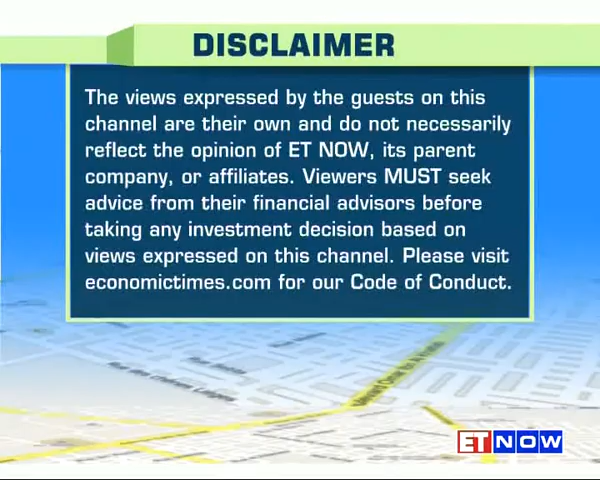 DISCLAIMER
The views expressed by the guests on this
channel are their own and do not necessarily
reflect the opinion of ET NOW, its parent
company, or affiliates. Viewers MUST seek
advice from their financial advisors before
taking any investment decision based on
views expressed on this channel. Please visit
economictimes.com for our Code of Conduct.
ET NOW